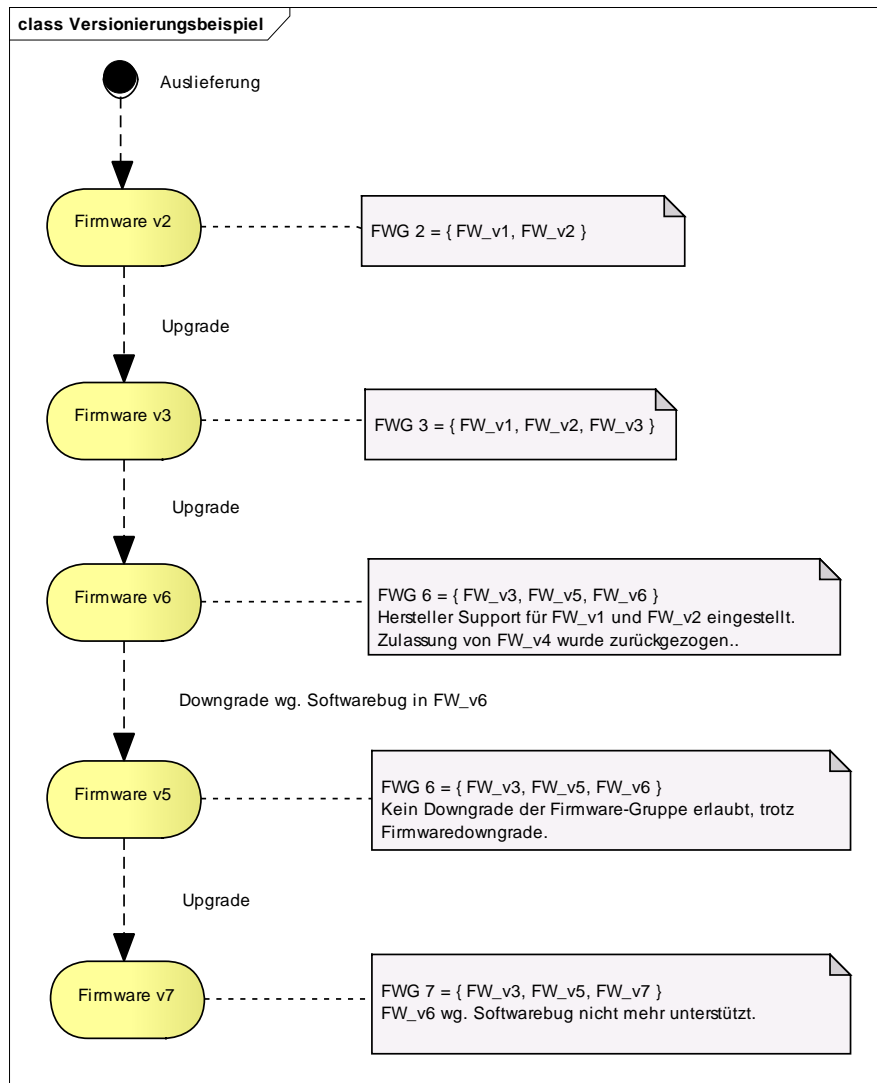 class Versionierungsbeispiel
Auslieferung
Firmware v2
FWG 2 = { FW_v1, FW_v2 }
Upgrade
Firmware v3
FWG 3 = { FW_v1, FW_v2, FW_v3 }
Upgrade
Firmware v6
FWG 6 = { FW_v3, FW_v5, FW_v6 }
Hersteller Support für FW_v1 und FW_v2 eingestellt.
Zulassung von FW_v4 wurde zurückgezogen..
Downgrade wg. Softwarebug in FW_v6
Firmware v5
FWG 6 = { FW_v3, FW_v5, FW_v6 }
Kein Downgrade der Firmware-Gruppe erlaubt, trotz
Firmwaredowngrade.
Upgrade
Firmware v7
FWG 7 = { FW_v3, FW_v5, FW_v7 }
FW_v6 wg. Softwarebug nicht mehr unterstützt.